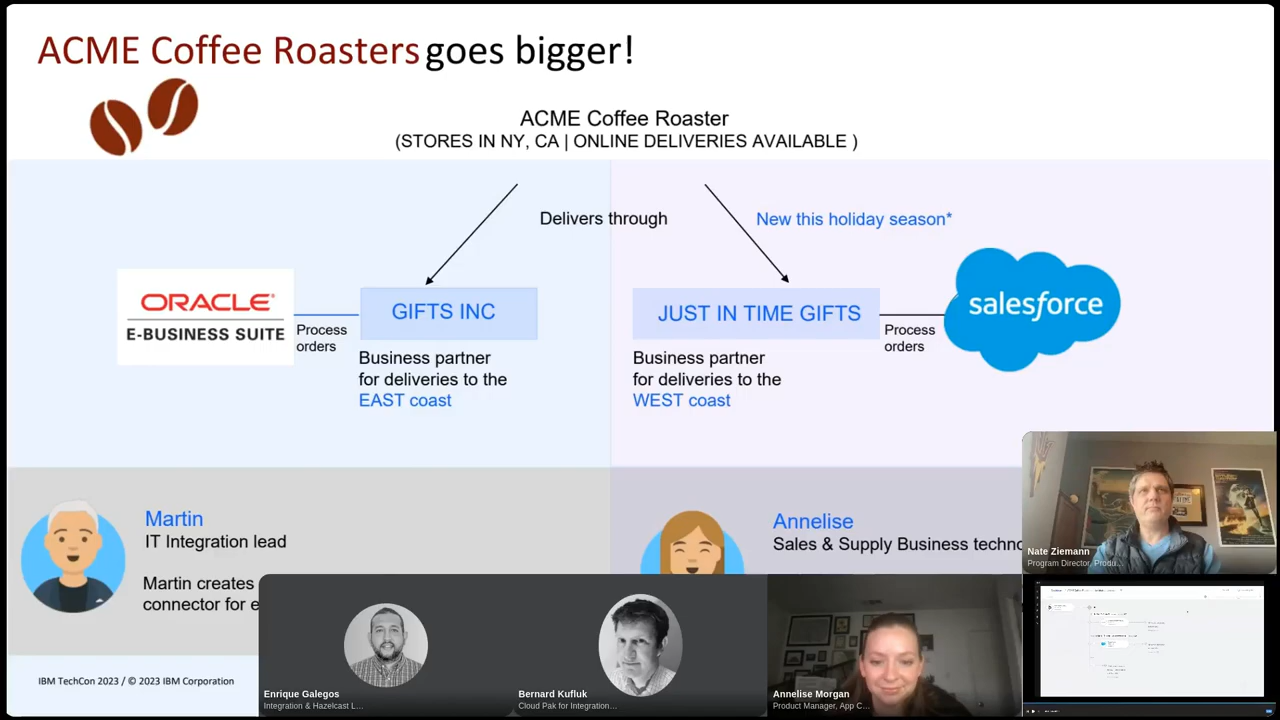 ACME Coffee Roasters goes bigger!
ACME Coffee Roaster
(STORES IN NY, CA | ONLINE DELIVERIES AVAILABLE )
Delivers through
New this holiday season*
ORACLE
E-BUSINESS SUITE
Process
orders
GIFTS INC
Business partner
for deliveries to the
EAST coast
JUST IN TIME GIFTS
Process
orders
salesforce
Business partner
for deliveries to the
WEST coast
Martin
IT Integration lead
Martin creates
connector for e
Annelise
Sales & Supply Business techno
Nate Ziemann
Program Director, Produ...
Enrique Galegos
Integration & Hazelcast L...
Bernard Kufluk
Cloud Pak for Integration...
Annelise Morgan
Product Manager, App C...
IBM TechCon 2023 / © 2023 IBM Corporation